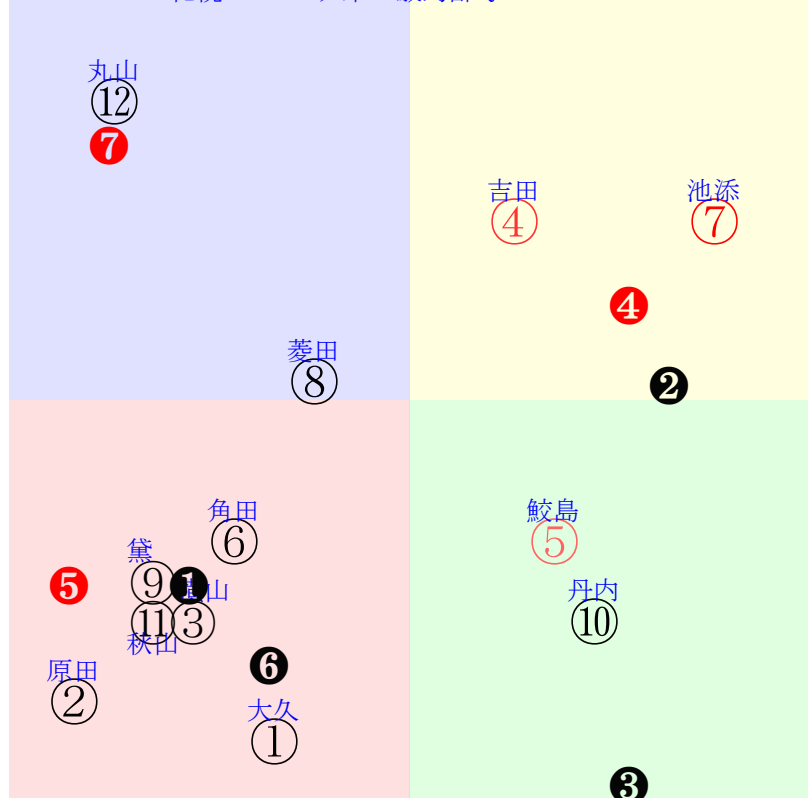 丸山
⑫
❼
吉田
④
池添
⑦
❹
❷
菱田
⑧
角田
⑥
鮫島
⑤
黛
⑨
❶
❺
山
丹内
⑩
⑪
③
秋山
原田
②
❻
大久
①
❸